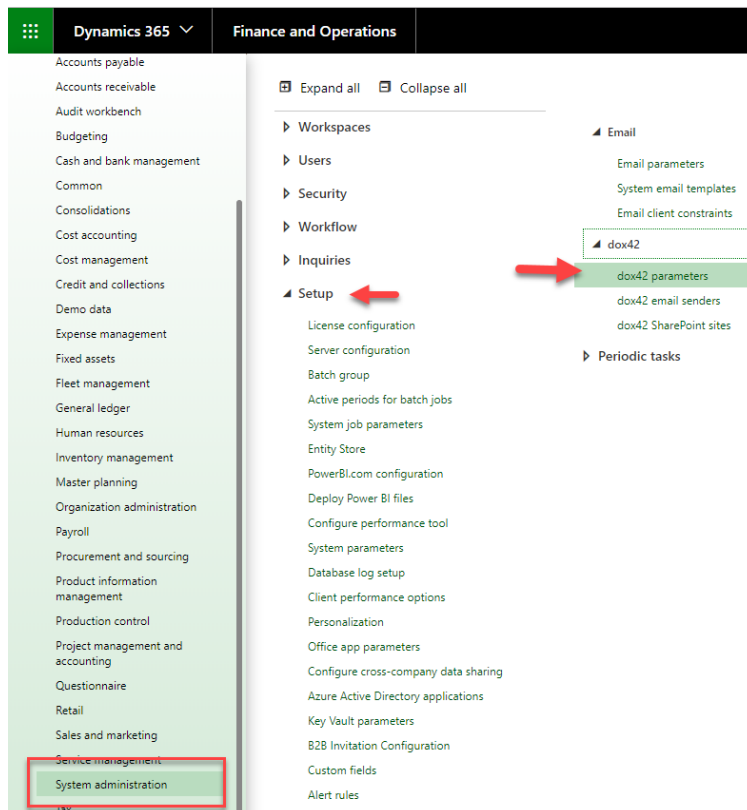 Dynamics 365
Finance and Operations
Accounts payable
Accounts receivable
Audit workbench
Budgeting
Cash and bank management
Common
Consolidations
Cost accounting
Cost management
Credit and collections
Demo data
Expense management
Fixed assets
Fleet management
General ledger
Human resources
Inventory management
Master planning
Organization administration
Payroll
Procurement and sourcing
Product information
management
Production control
Project management and
accounting
Questionnaire
Retail
Sales and marketing
Service management
System administration
Tax
Expand all
Collapse all
Workspaces
Users
Security
Workflow
Inquiries
Setup
License configuration
Server configuration
Batch group
Active periods for batch jobs
System job parameters
Entity Store
PowerBI.com configuration
Deploy Power BI files
Configure performance tool
System parameters
Database log setup
Client performance options
Personalization
Office app parameters
Configure cross-company data sharing
Azure Active Directory applications
Key Vault parameters
B2B Invitation Configuration
Custom fields
Alert rules
Email
Email parameters
System email templates
Email client constraints
dox42
dox42 parameters
dox42 email senders
dox42 SharePoint sites
Periodic tasks